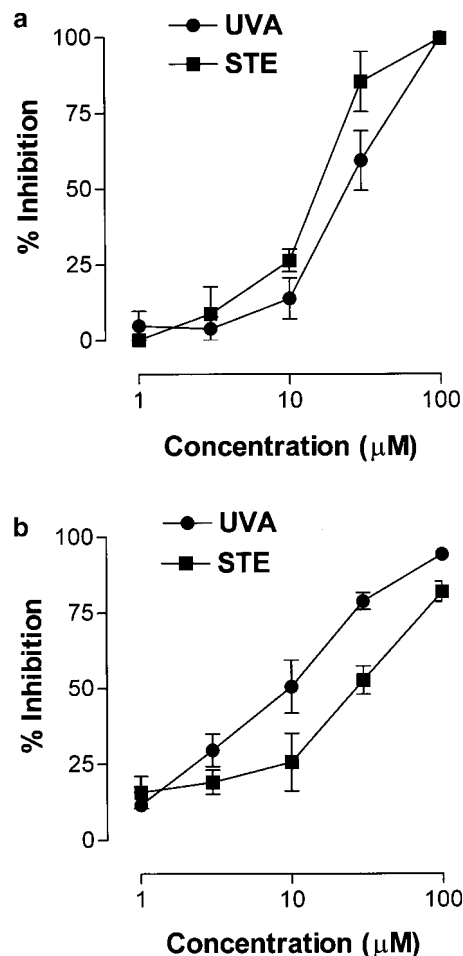 a
UVA
STE
100
75
50
25
0
% Inhibition
1
10
100
Concentration (μM)
b
UVA
STE
100
75
50
25
0
% Inhibition
1
10
100
Concentration (μM)